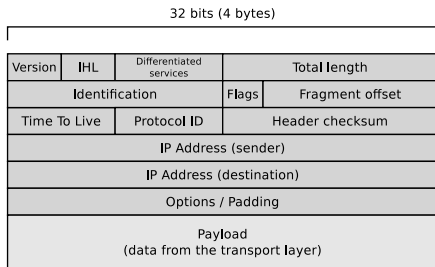 32 bits (4 bytes)
Version IHL Differentiated services Total length
Identification Flags Fragment offset
Time To Live Protocol ID Header checksum
IP Address (sender)
IP Address (destination)
Options / Padding
Payload
(data from the transport layer)